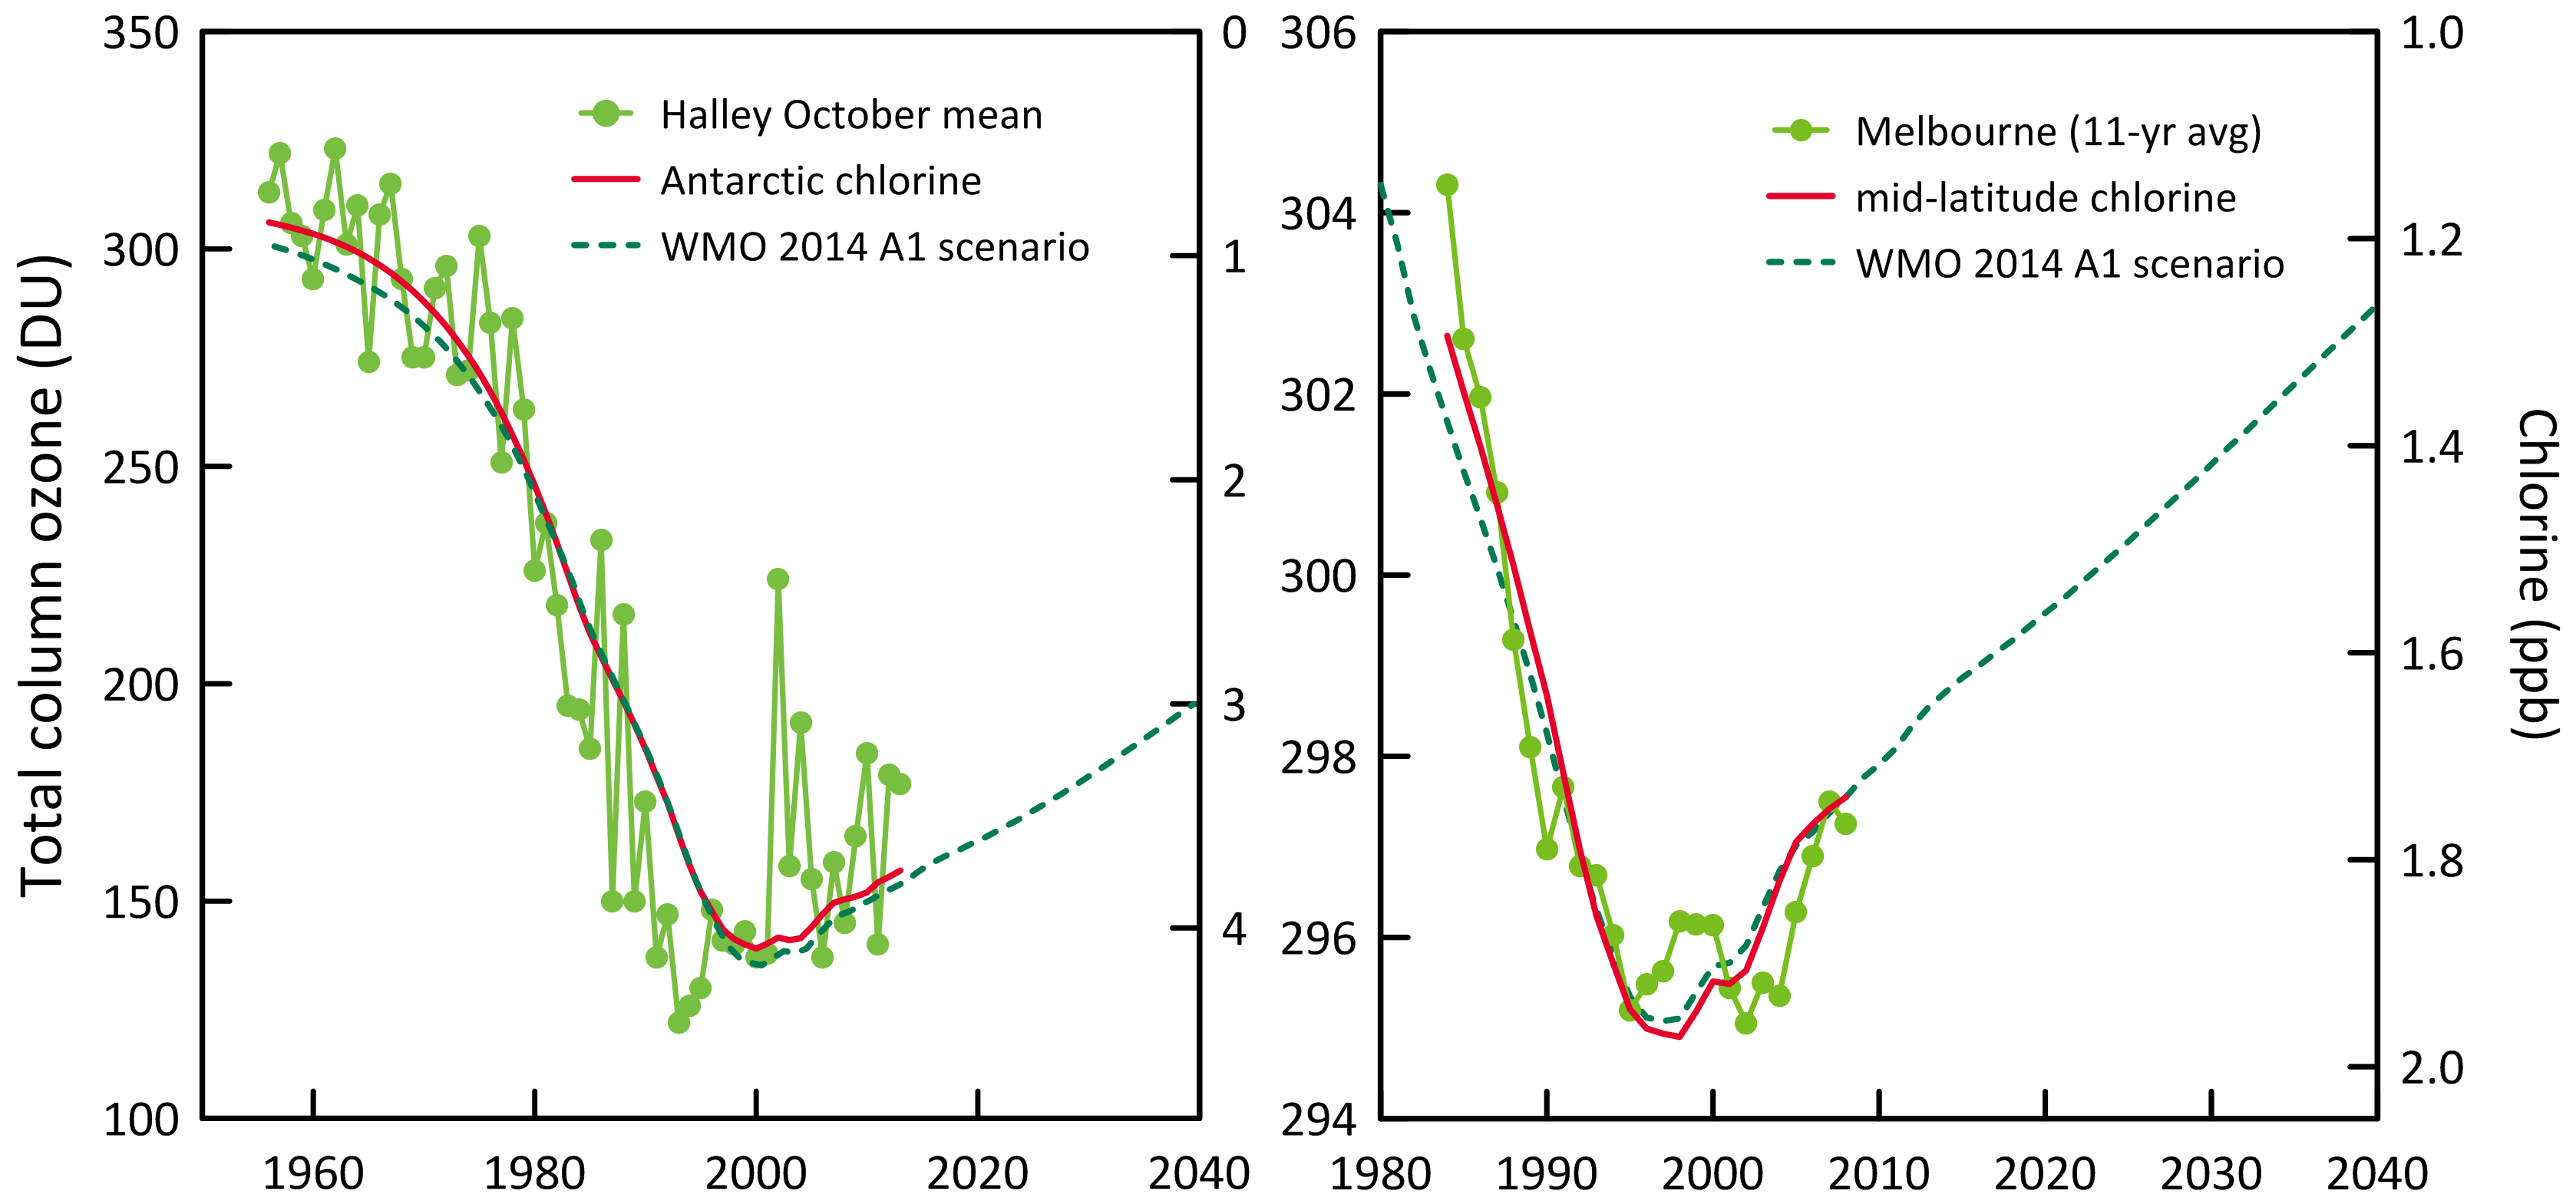 Total column ozone (DU)
350
300
250
200
150
100
Halley October mean
Antarctic chlorine
WMO 2014 A1 scenario
0
1
2
3
4
1960 1980 2000 2020 2040
306
304
302
300
298
296
294
Melbourne (11-yr avg)
mid-latitude chlorine
WMO 2014 A1 scenario
1.0
1.2
1.4
1.6
1.8
2.0
Chlorine (ppb)
1980 1990 2000 2010 2020 2030 2040